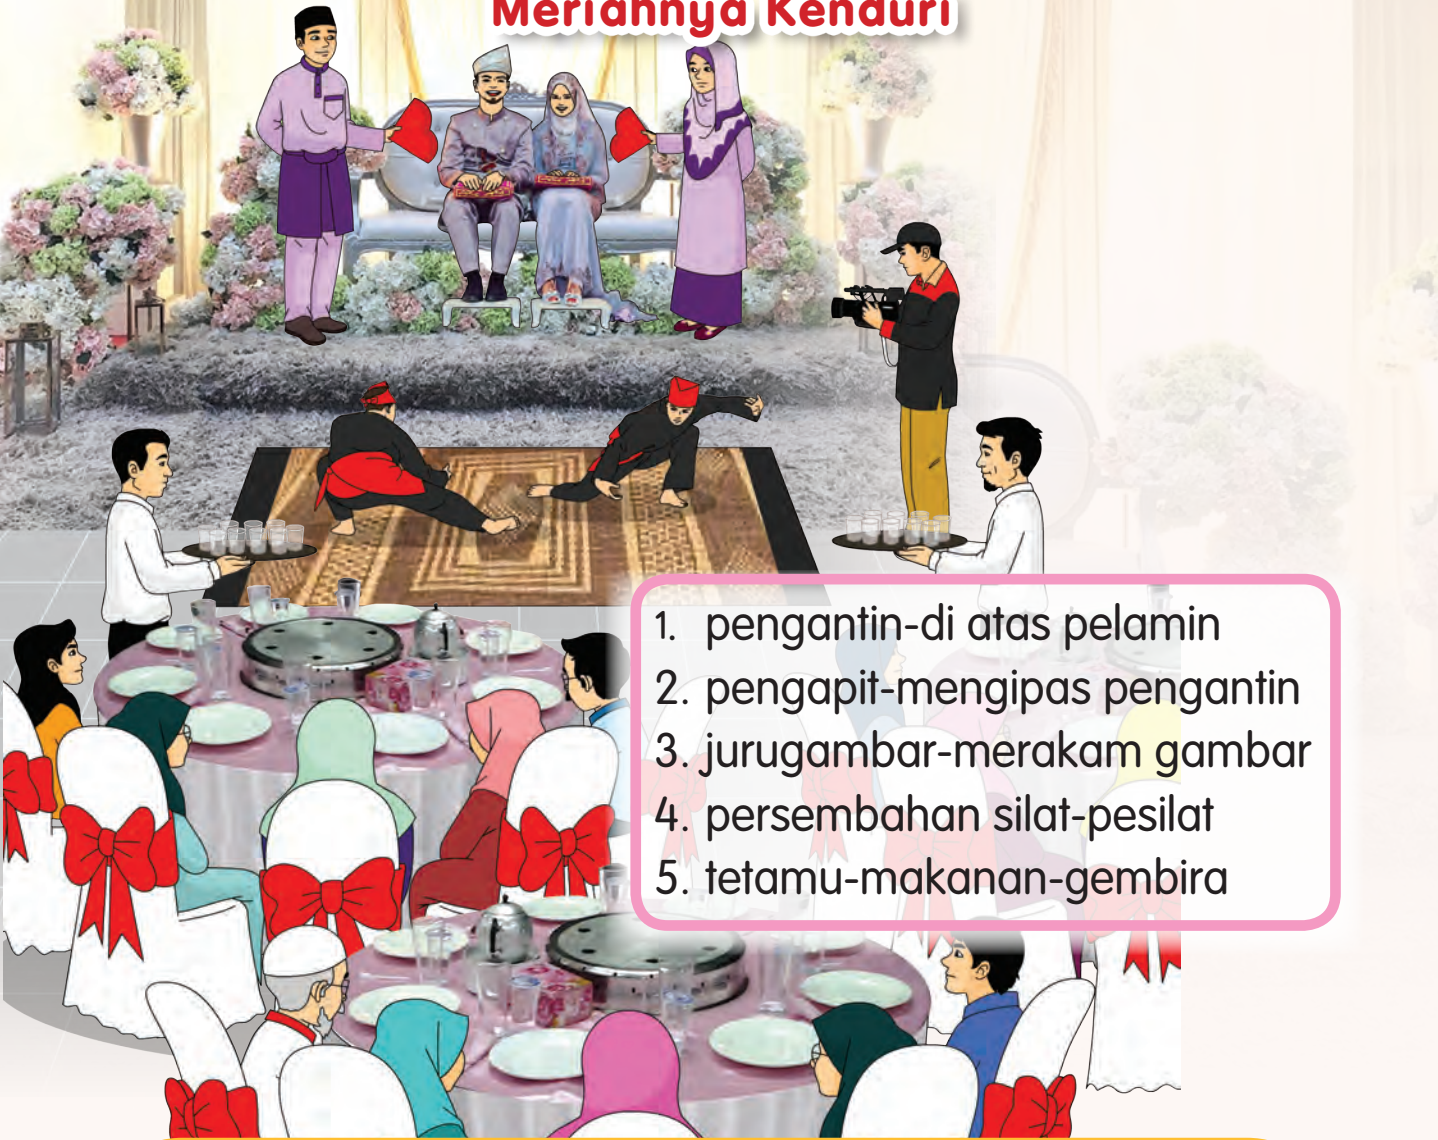 Meriahnya Kenduri
1. pengantin-di atas pelamin
2. pengapit-mengipas pengantin
3. jurugambar-merakam gambar
4. persembahan silat-pesilat
5. tetamu-makanan-gembira